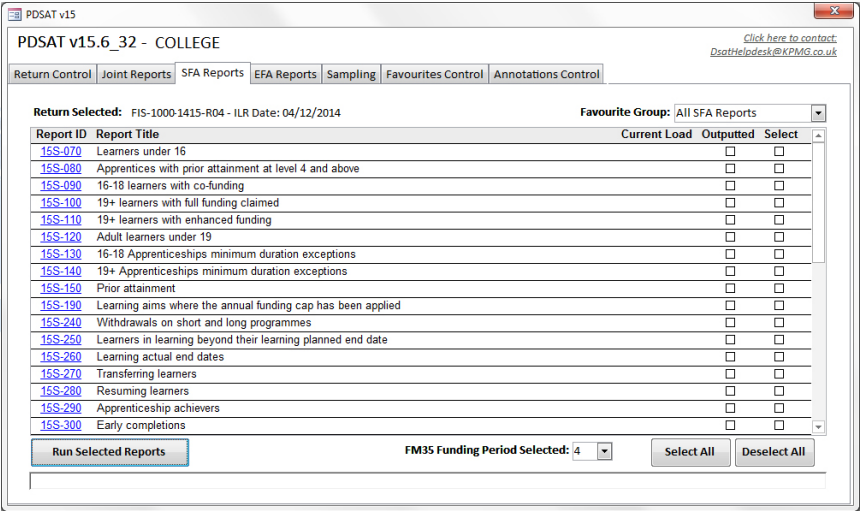 PDSAT v15
PDSAT v15.6_32 - COLLEGE
Click here to contact:
DsatHelpdesk@KPMG.co.uk
Return Control Joint Reports SFA Reports EFA Reports Sampling Favourites Control Annotations Control
Return Selected: FIS-1000-1415-R04 - ILR Date: 04/12/2014 Favourite Group: All SFA Reports
Report ID Report Title Current Load Outputted Select
15S-070 Learners under 16
15S-080 Apprentices with prior attainment at level 4 and above
15S-090 16-18 learners with co-funding
15S-100 19+ learners with full funding claimed
15S-110 19+ learners with enhanced funding
15S-120 Adult learners under 19
15S-130 16-18 Apprenticeships minimum duration exceptions
15S-140 19+ Apprenticeships minimum duration exceptions
15S-150 Prior attainment
15S-190 Learning aims where the annual funding cap has been applied
15S-240 Withdrawals on short and long programmes
15S-250 Learners in learning beyond their learning planned end date
15S-260 Learning actual end dates
15S-270 Transferring learners
15S-280 Resuming learners
15S-290 Apprenticeship achievers
15S-300 Early completions
Run Selected Reports FM35 Funding Period Selected: 4 Select All Deselect All